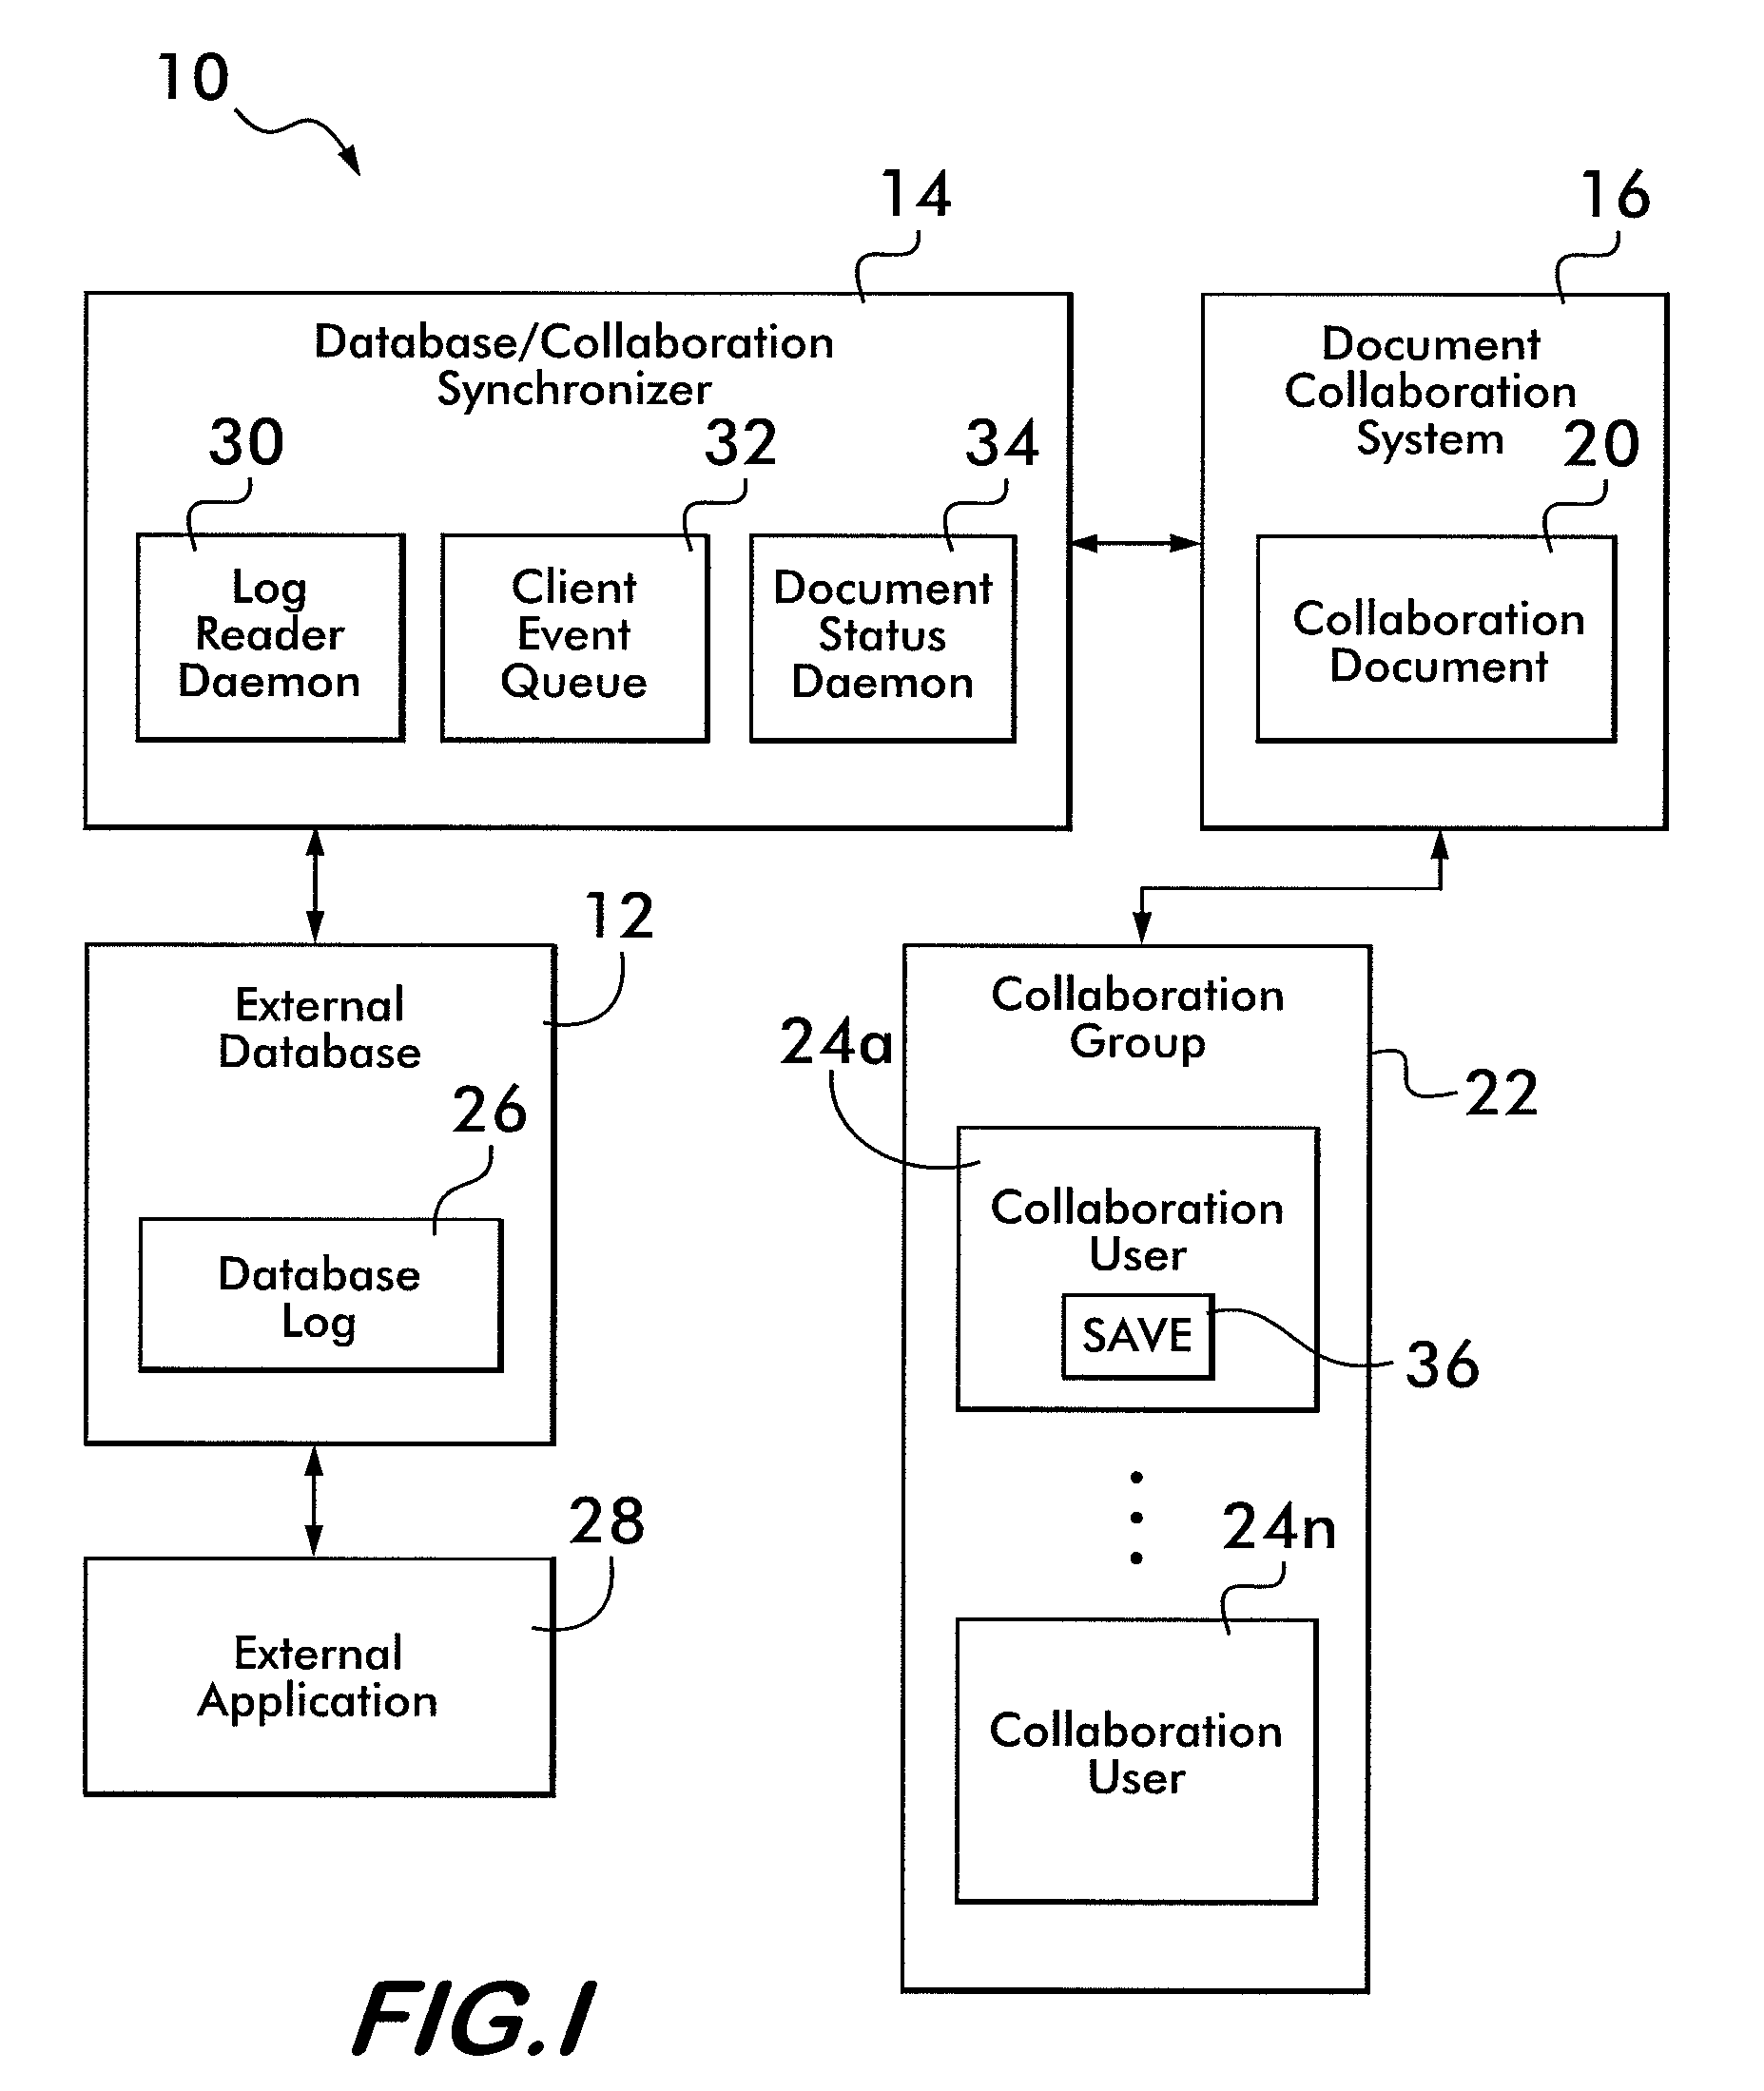 10
14
16
Database/Collaboration
Synchronizer
30
32
34
Log
Reader
Daemon
Client
Event
Queue
Document
Status
Daemon
Document
Collaboration
System
20
Collaboration
Document
12
External
Database
26
Database
Log
28
External
Application
Collaboration
Group
22
24a
Collaboration
User
SAVE
36
24n
Collaboration
User
FIG.1